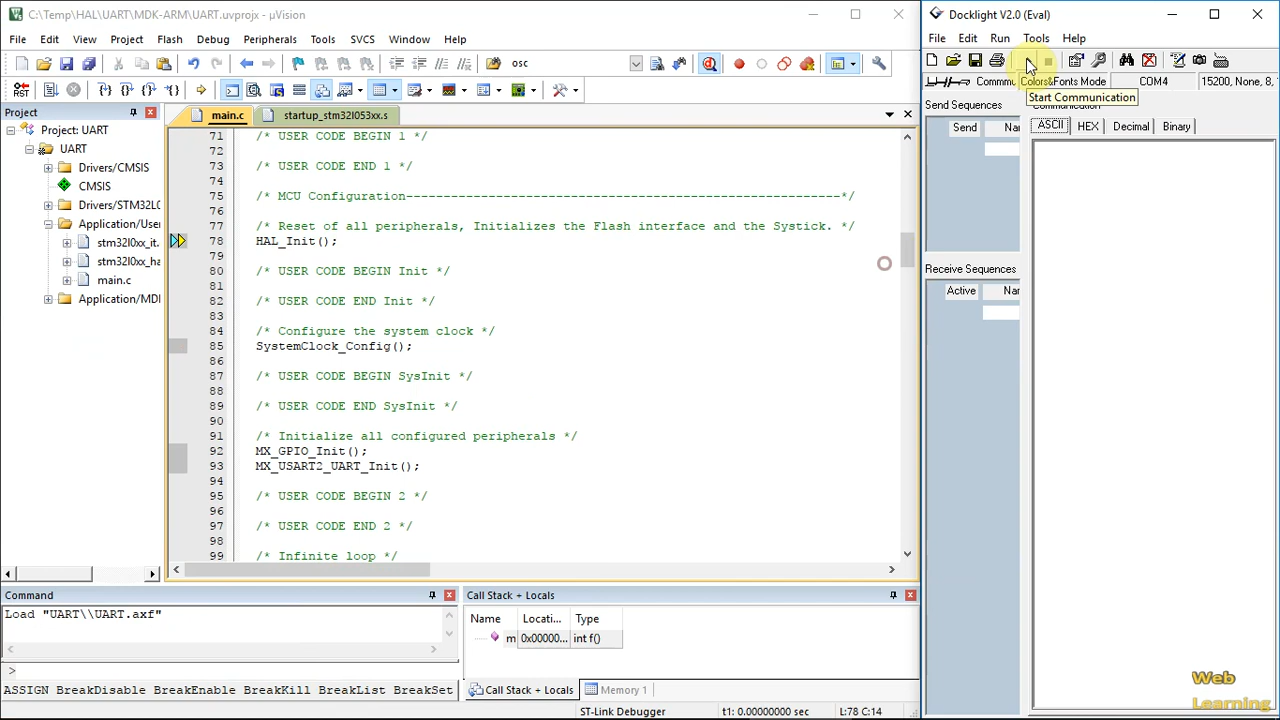 C:\Temp\HAL\UART\MDK-ARM\UART.uvprojx - µVision
File Edit View Project Flash Debug Peripherals Tools SVCS Window Help
osc
Project
Project: UART
UART
Drivers/CMSIS
CMSIS
Drivers/STM32L0
Application/User
stm32l0xx_it.
stm32l0xx_ha
main.c
Application/MD
main.c
startup_stm32l053xx.s
71 /* USER CODE BEGIN 1 */
72
73 /* USER CODE END 1 */
74
75 /* MCU Configuration----------------------------------------------------------*/
76
77 /* Reset of all peripherals, Initializes the Flash interface and the Systick. */
78 HAL_Init();
79
80 /* USER CODE BEGIN Init */
81
82 /* USER CODE END Init */
83
84 /* Configure the system clock */
85 SystemClock_Config();
86
87 /* USER CODE BEGIN SysInit */
88
89 /* USER CODE END SysInit */
90
91 /* Initialize all configured peripherals */
92 MX_GPIO_Init();
93 MX_USART2_UART_Init();
94
95 /* USER CODE BEGIN 2 */
96
97 /* USER CODE END 2 */
98
99 /* Infinite loop */
Command
Load "UART\\UART.axf"
>
ASSIGN BreakDisable BreakEnable BreakKill BreakList BreakSet
Call Stack + Locals
Name Locati... Type
m 0x00000... int f()
Call Stack + Locals Memory 1
ST-Link Debugger t1: 0.00000000 sec L:78 C:14
Docklight V2.0 (Eval)
File Edit Run Tools Help
Commu Colors&Fonts Mode COM4 15200, None, 8,
Start Communication
Send Sequences
Send Nar
ASCII HEX Decimal Binary
Receive Sequences
Active Nar
Web
Learning